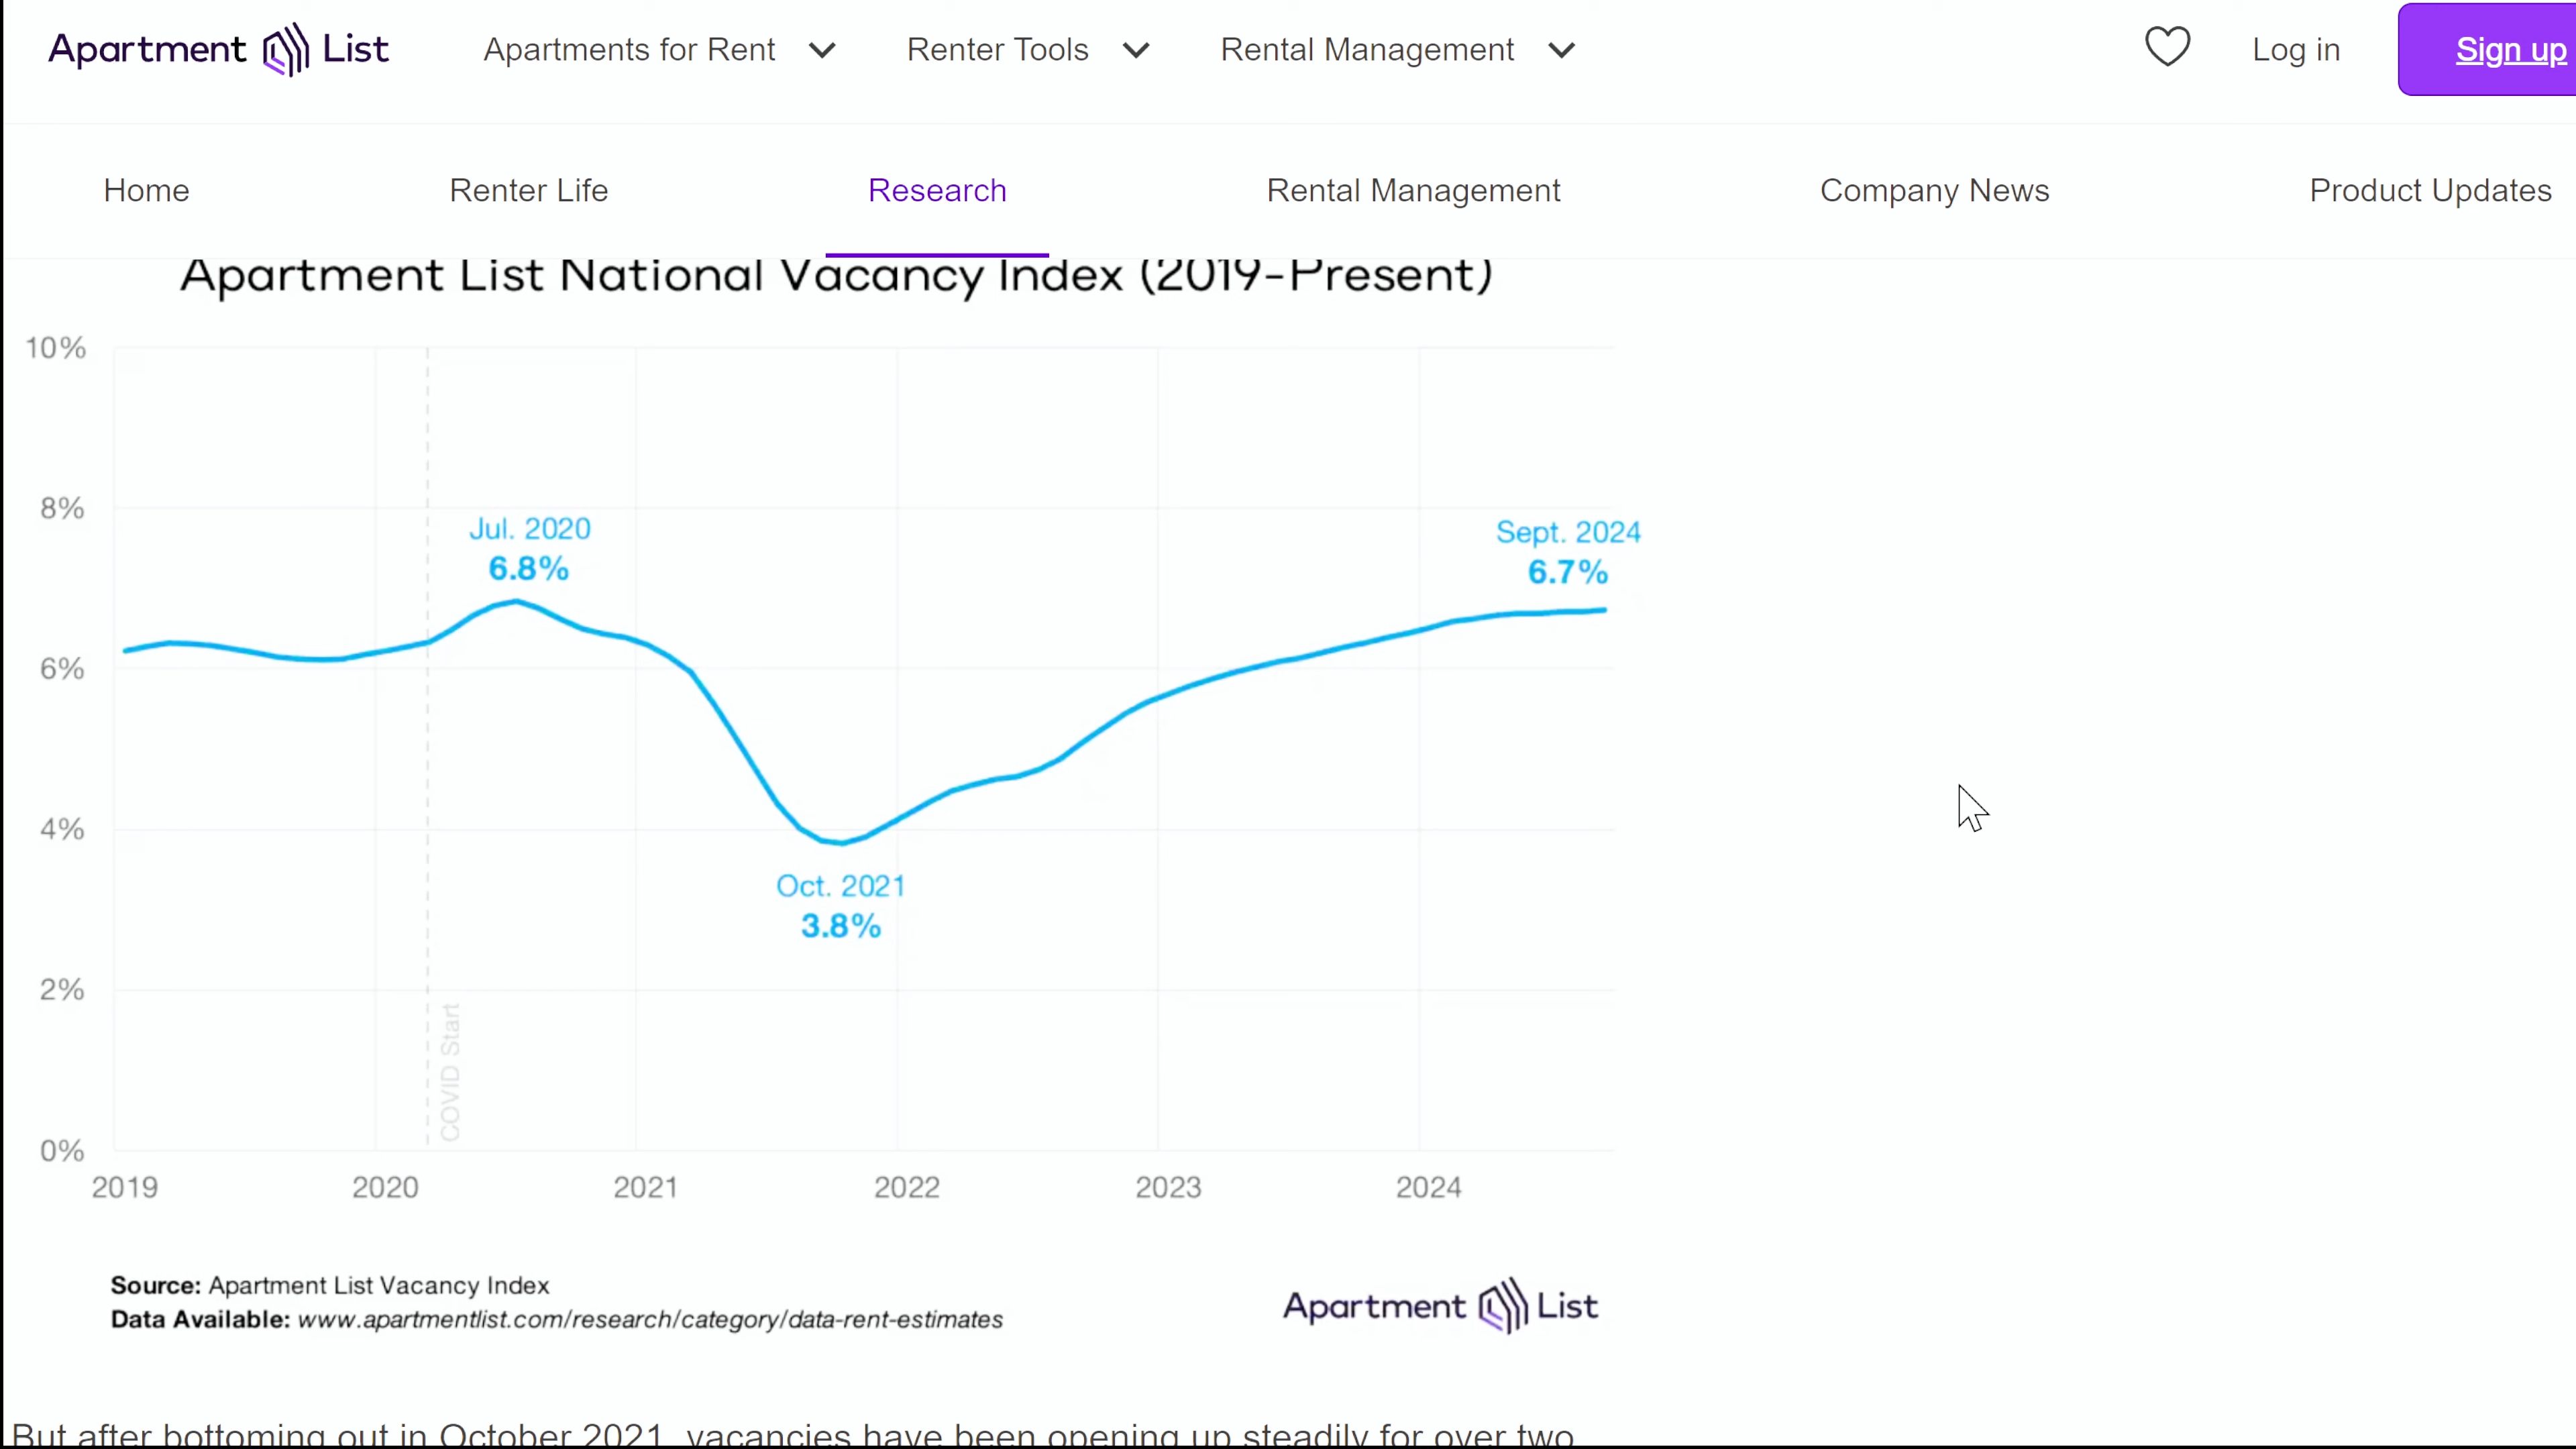 Apartment List Apartments for Rent Renter Tools Rental Management Log in Sign up
Home Renter Life Research Rental Management Company News Product Updates
Apartment List National Vacancy Index (2019-Present)
10%
8%
Jul. 2020
6.8%
Sept. 2024
6.7%
6%
4%
Oct. 2021
3.8%
2%
COVID Start
0%
2019 2020 2021 2022 2023 2024
Source: Apartment List Vacancy Index
Data Available: www.apartmentlist.com/research/category/data-rent-estimates
Apartment List
But after bottoming out in October 2021, vacancies have been opening up steadily for over two